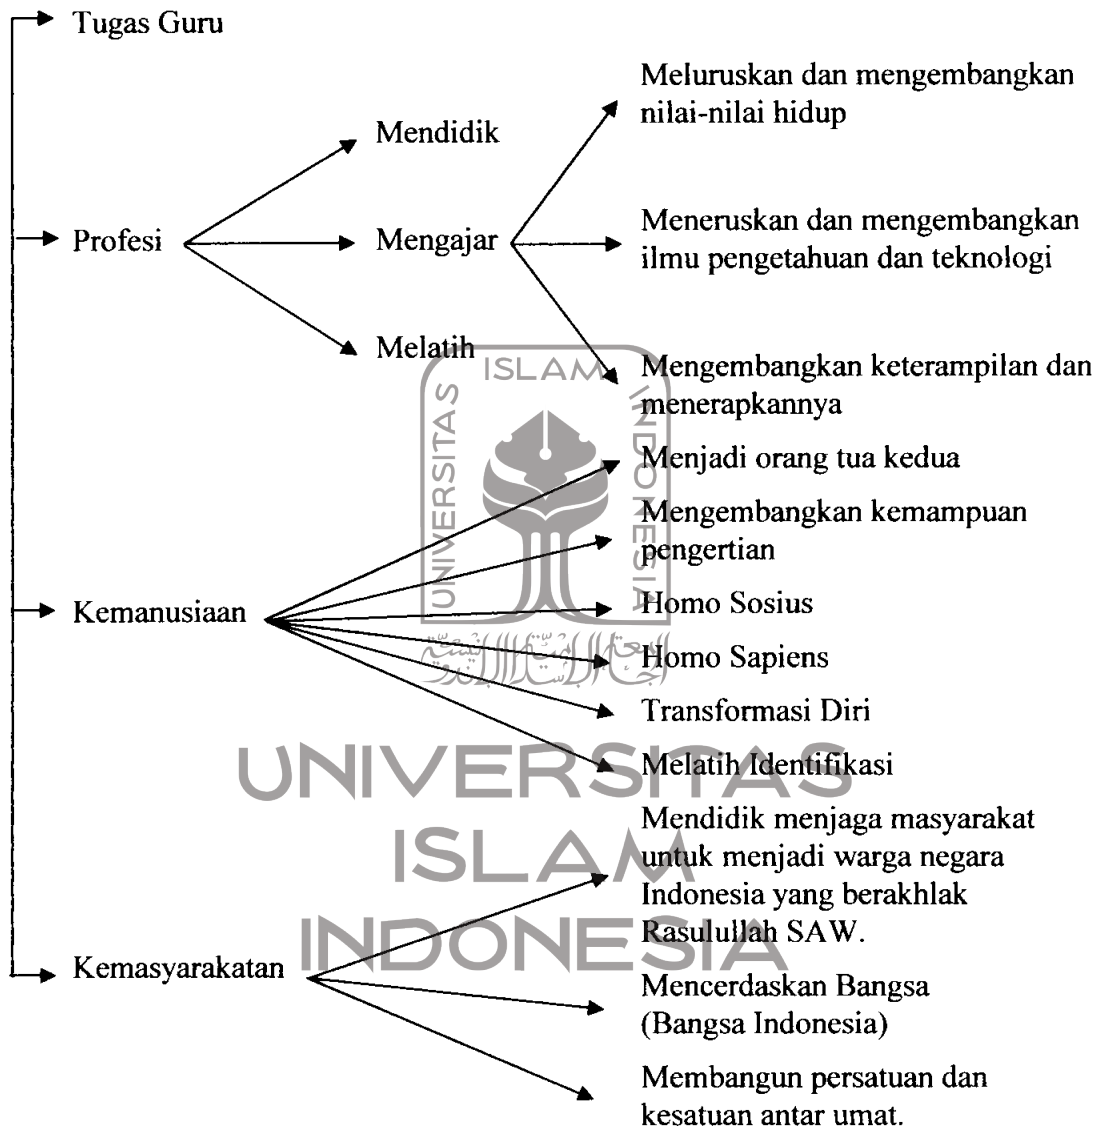 Tugas Guru
Profesi
Mendidik
Mengajar
Melatih
Meluruskan dan mengembangkan
nilai-nilai hidup
Meneruskan dan mengembangkan
ilmu pengetahuan dan teknologi
Mengembangkan keterampilan dan
menerapkannya
Kemanusiaan
Menjadi orang tua kedua
Mengembangkan kemampuan
pengertian
Homo Sosius
Homo Sapiens
Transformasi Diri
Melatih Identifikasi
Kemasyarakatan
Mendidik menjaga masyarakat
untuk menjadi warga negara
Indonesia yang berakhlak
Rasulullah SAW.
Mencerdaskan Bangsa
(Bangsa Indonesia)
Membangun persatuan dan
kesatuan antar umat.
UNIVERSITAS
ISLAM
INDONESIA
UNIVERSITAS
ISLAM
INDONESIA